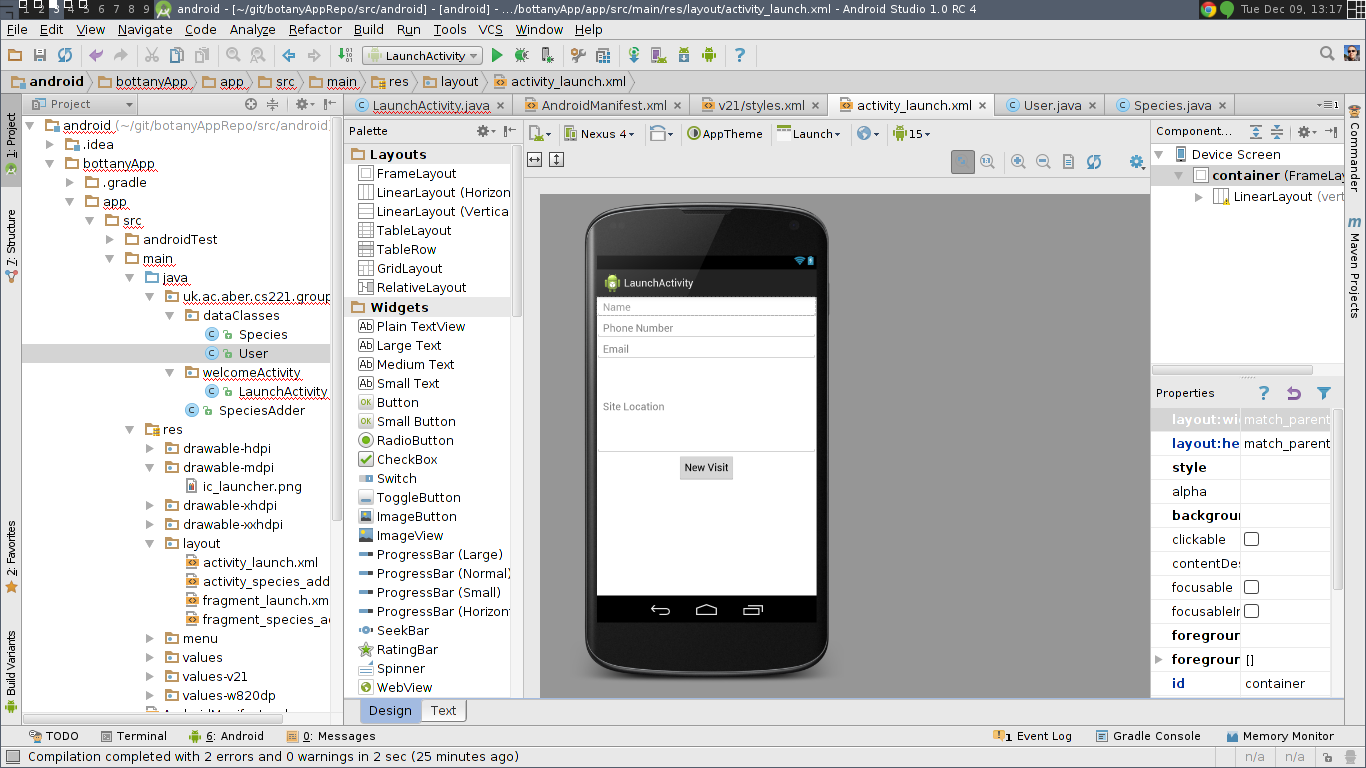 1 2 3 4 5 6 7 8 9 android - [~/git/botanyAppRepo/src/android] - [android] - .../bottanyApp/app/src/main/res/layout/activity_launch.xml - Android Studio 1.0 RC 4 Tue Dec 09, 13:17
File Edit View Navigate Code Analyze Refactor Build Run Tools VCS Window Help
LaunchActivity
android bottanyApp app src main res layout activity_launch.xml
1: Project
7: Structure
2: Favorites
Build Variants
Project
android (~/git/botanyAppRepo/src/android)
.idea
bottanyApp
.gradle
app
src
androidTest
main
java
uk.ac.aber.cs221.group
dataClasses
Species
User
welcomeActivity
LaunchActivity
SpeciesAdder
res
drawable-hdpi
drawable-mdpi
ic_launcher.png
drawable-xhdpi
drawable-xxhdpi
layout
activity_launch.xml
activity_species_add
fragment_launch.xm
fragment_species_a
menu
values
values-v21
values-w820dp
LaunchActivity.java AndroidManifest.xml v21/styles.xml activity_launch.xml User.java Species.java
Palette
Layouts
FrameLayout
LinearLayout (Horizon
LinearLayout (Vertica
TableLayout
TableRow
GridLayout
RelativeLayout
Widgets
Plain TextView
Large Text
Medium Text
Small Text
Button
Small Button
RadioButton
CheckBox
Switch
ToggleButton
ImageButton
ImageView
ProgressBar (Large)
ProgressBar (Normal)
ProgressBar (Small)
ProgressBar (Horizon
SeekBar
RatingBar
Spinner
WebView
Nexus 4 AppTheme Launch 15
LaunchActivity
Name
Phone Number
Email
Site Location
New Visit
Design Text
Component...
Device Screen
container (FrameLay
LinearLayout (vert
Properties
layout:wi match_parent
layout:he match_parent
style
alpha
backgroun
clickable
contentDes
focusable
focusableIn
foregroun
foregroun []
id container
Commander
Maven Projects
TODO Terminal 6: Android 0: Messages 1 Event Log Gradle Console Memory Monitor
Compilation completed with 2 errors and 0 warnings in 2 sec (25 minutes ago) n/a n/a